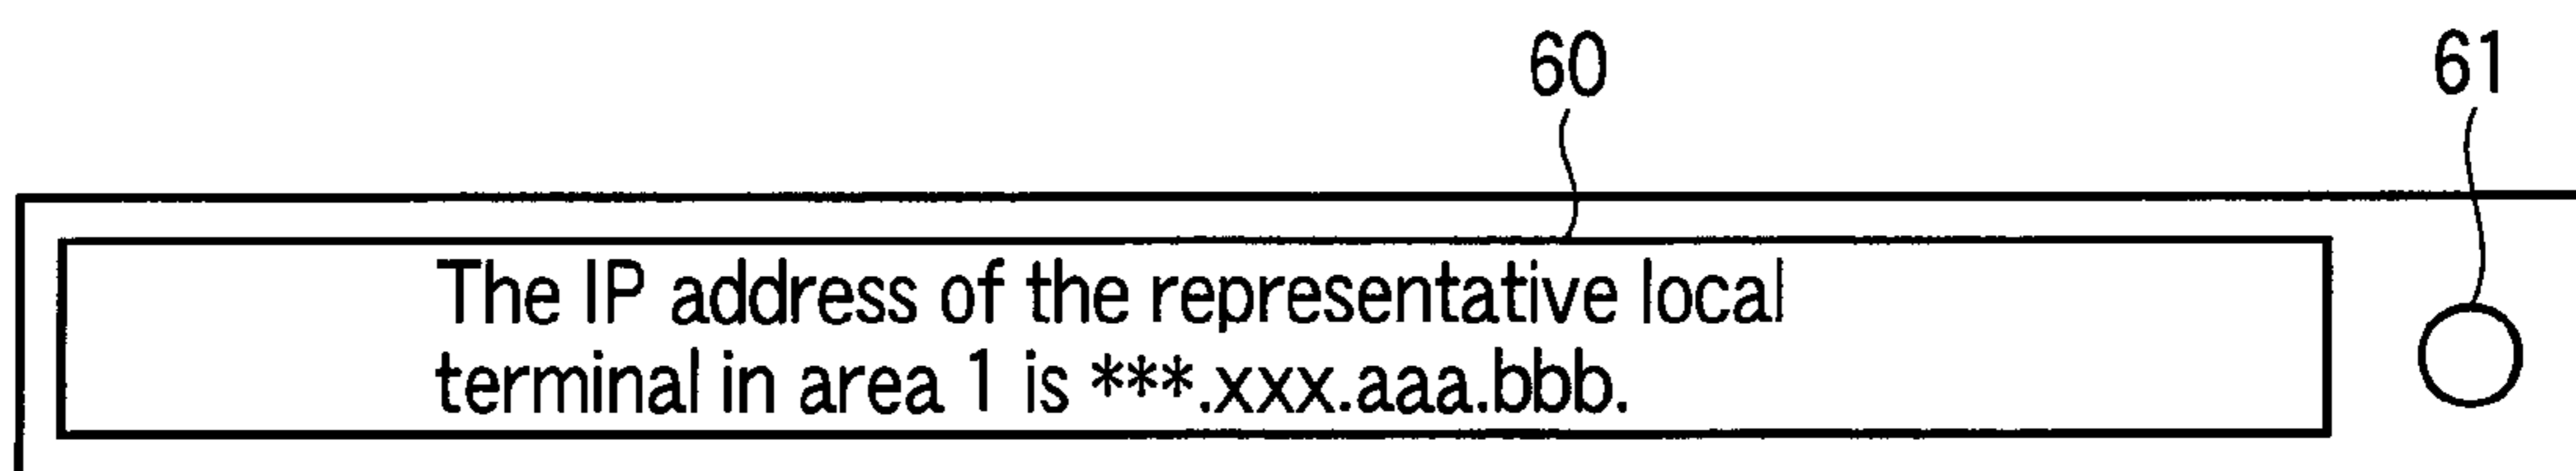 60
61
The IP address of the representative local
terminal in area 1 is ***.xxx.aaa.bbb.